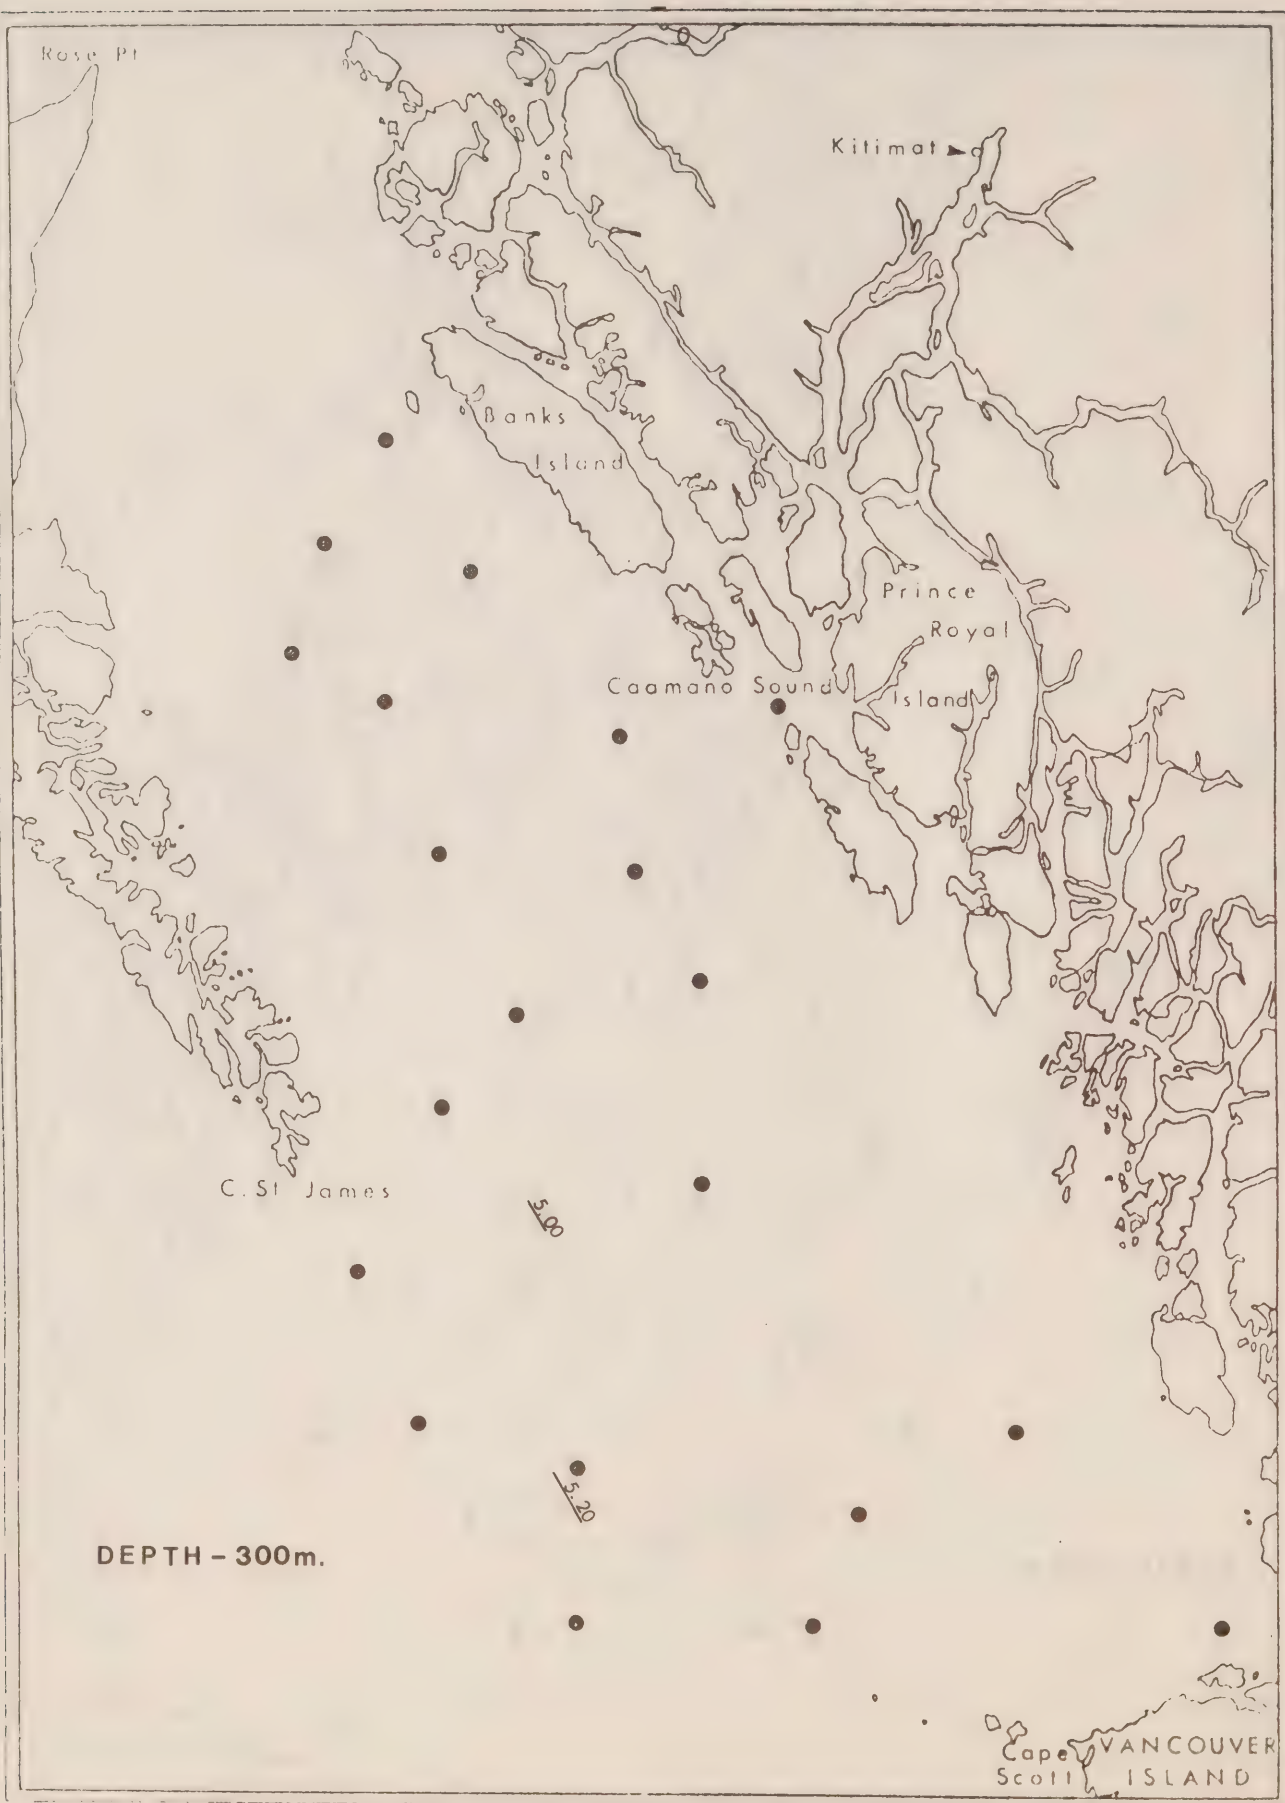 Rose Pt
Kitimat
Banks
Island
Prince
Royal
Island
Caamano Sound
C. St James
5.00
5.20
DEPTH – 300m.
Cape
Scott
VANCOUVER
ISLAND